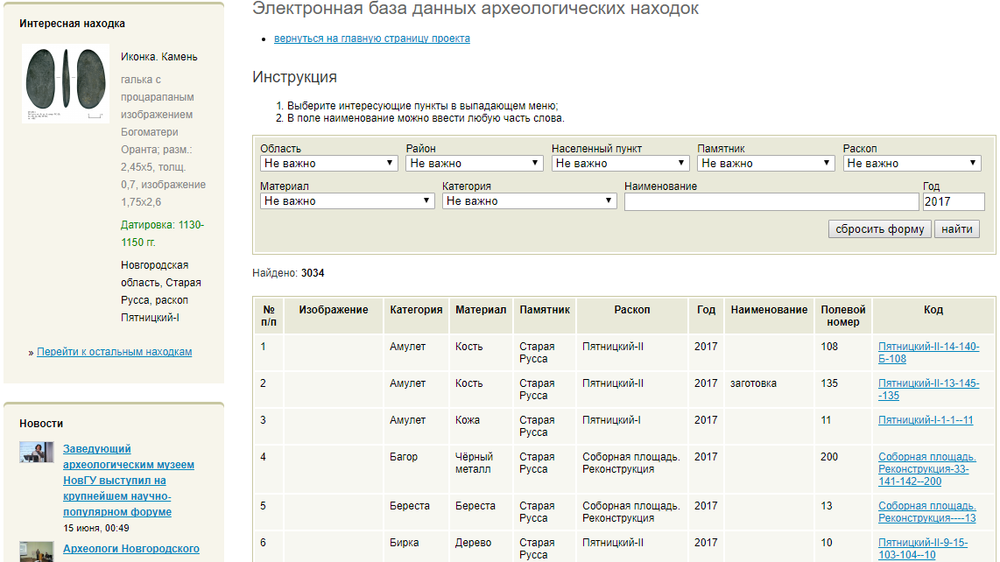 Интересная находка
Иконка. Камень
галька с
процарапаным
изображением
Богоматери
Оранта; разм.:
2,45x5, толщ.
0,7, изображение
1,75x2,6
Датировка: 1130-
1150 гг.
Новгородская
область, Старая
Русса, раскоп
Пятницкий-I
» Перейти к остальным находкам
Новости
Заведующий
археологическим музеем
НовГУ выступил на
крупнейшем научно-
популярном форуме
15 июня, 00:49
Археологи Новгородского
Электронная база данных археологических находок
вернуться на главную страницу проекта
Инструкция
1. Выберите интересующие пункты в выпадающем меню;
2. В поле наименование можно ввести любую часть слова.
Область Район Населенный пункт Памятник Раскоп
Не важно Не важно Не важно Не важно Не важно
Материал Категория Наименование Год
Не важно Не важно 2017
сбросить форму найти
Найдено: 3034
№ Изображение Категория Материал Памятник Раскоп Год Наименование Полевой Код
п/п номер
1 Амулет Кость Старая Пятницкий-II 2017 108 Пятницкий-II-14-140-
Русса Б-108
2 Амулет Кость Старая Пятницкий-II 2017 заготовка 135 Пятницкий-II-13-145-
Русса -135
3 Амулет Кожа Старая Пятницкий-I 2017 11 Пятницкий-I-1-1--11
Русса
4 Багор Чёрный Старая Соборная площадь. 2017 200 Соборная площадь.
металл Русса Реконструкция Реконструкция-33-
141-142--200
5 Береста Береста Старая Соборная площадь. 2017 13 Соборная площадь.
Русса Реконструкция Реконструкция----13
6 Бирка Дерево Старая Пятницкий-II 2017 10 Пятницкий-II-9-15-
Русса 103-104--10